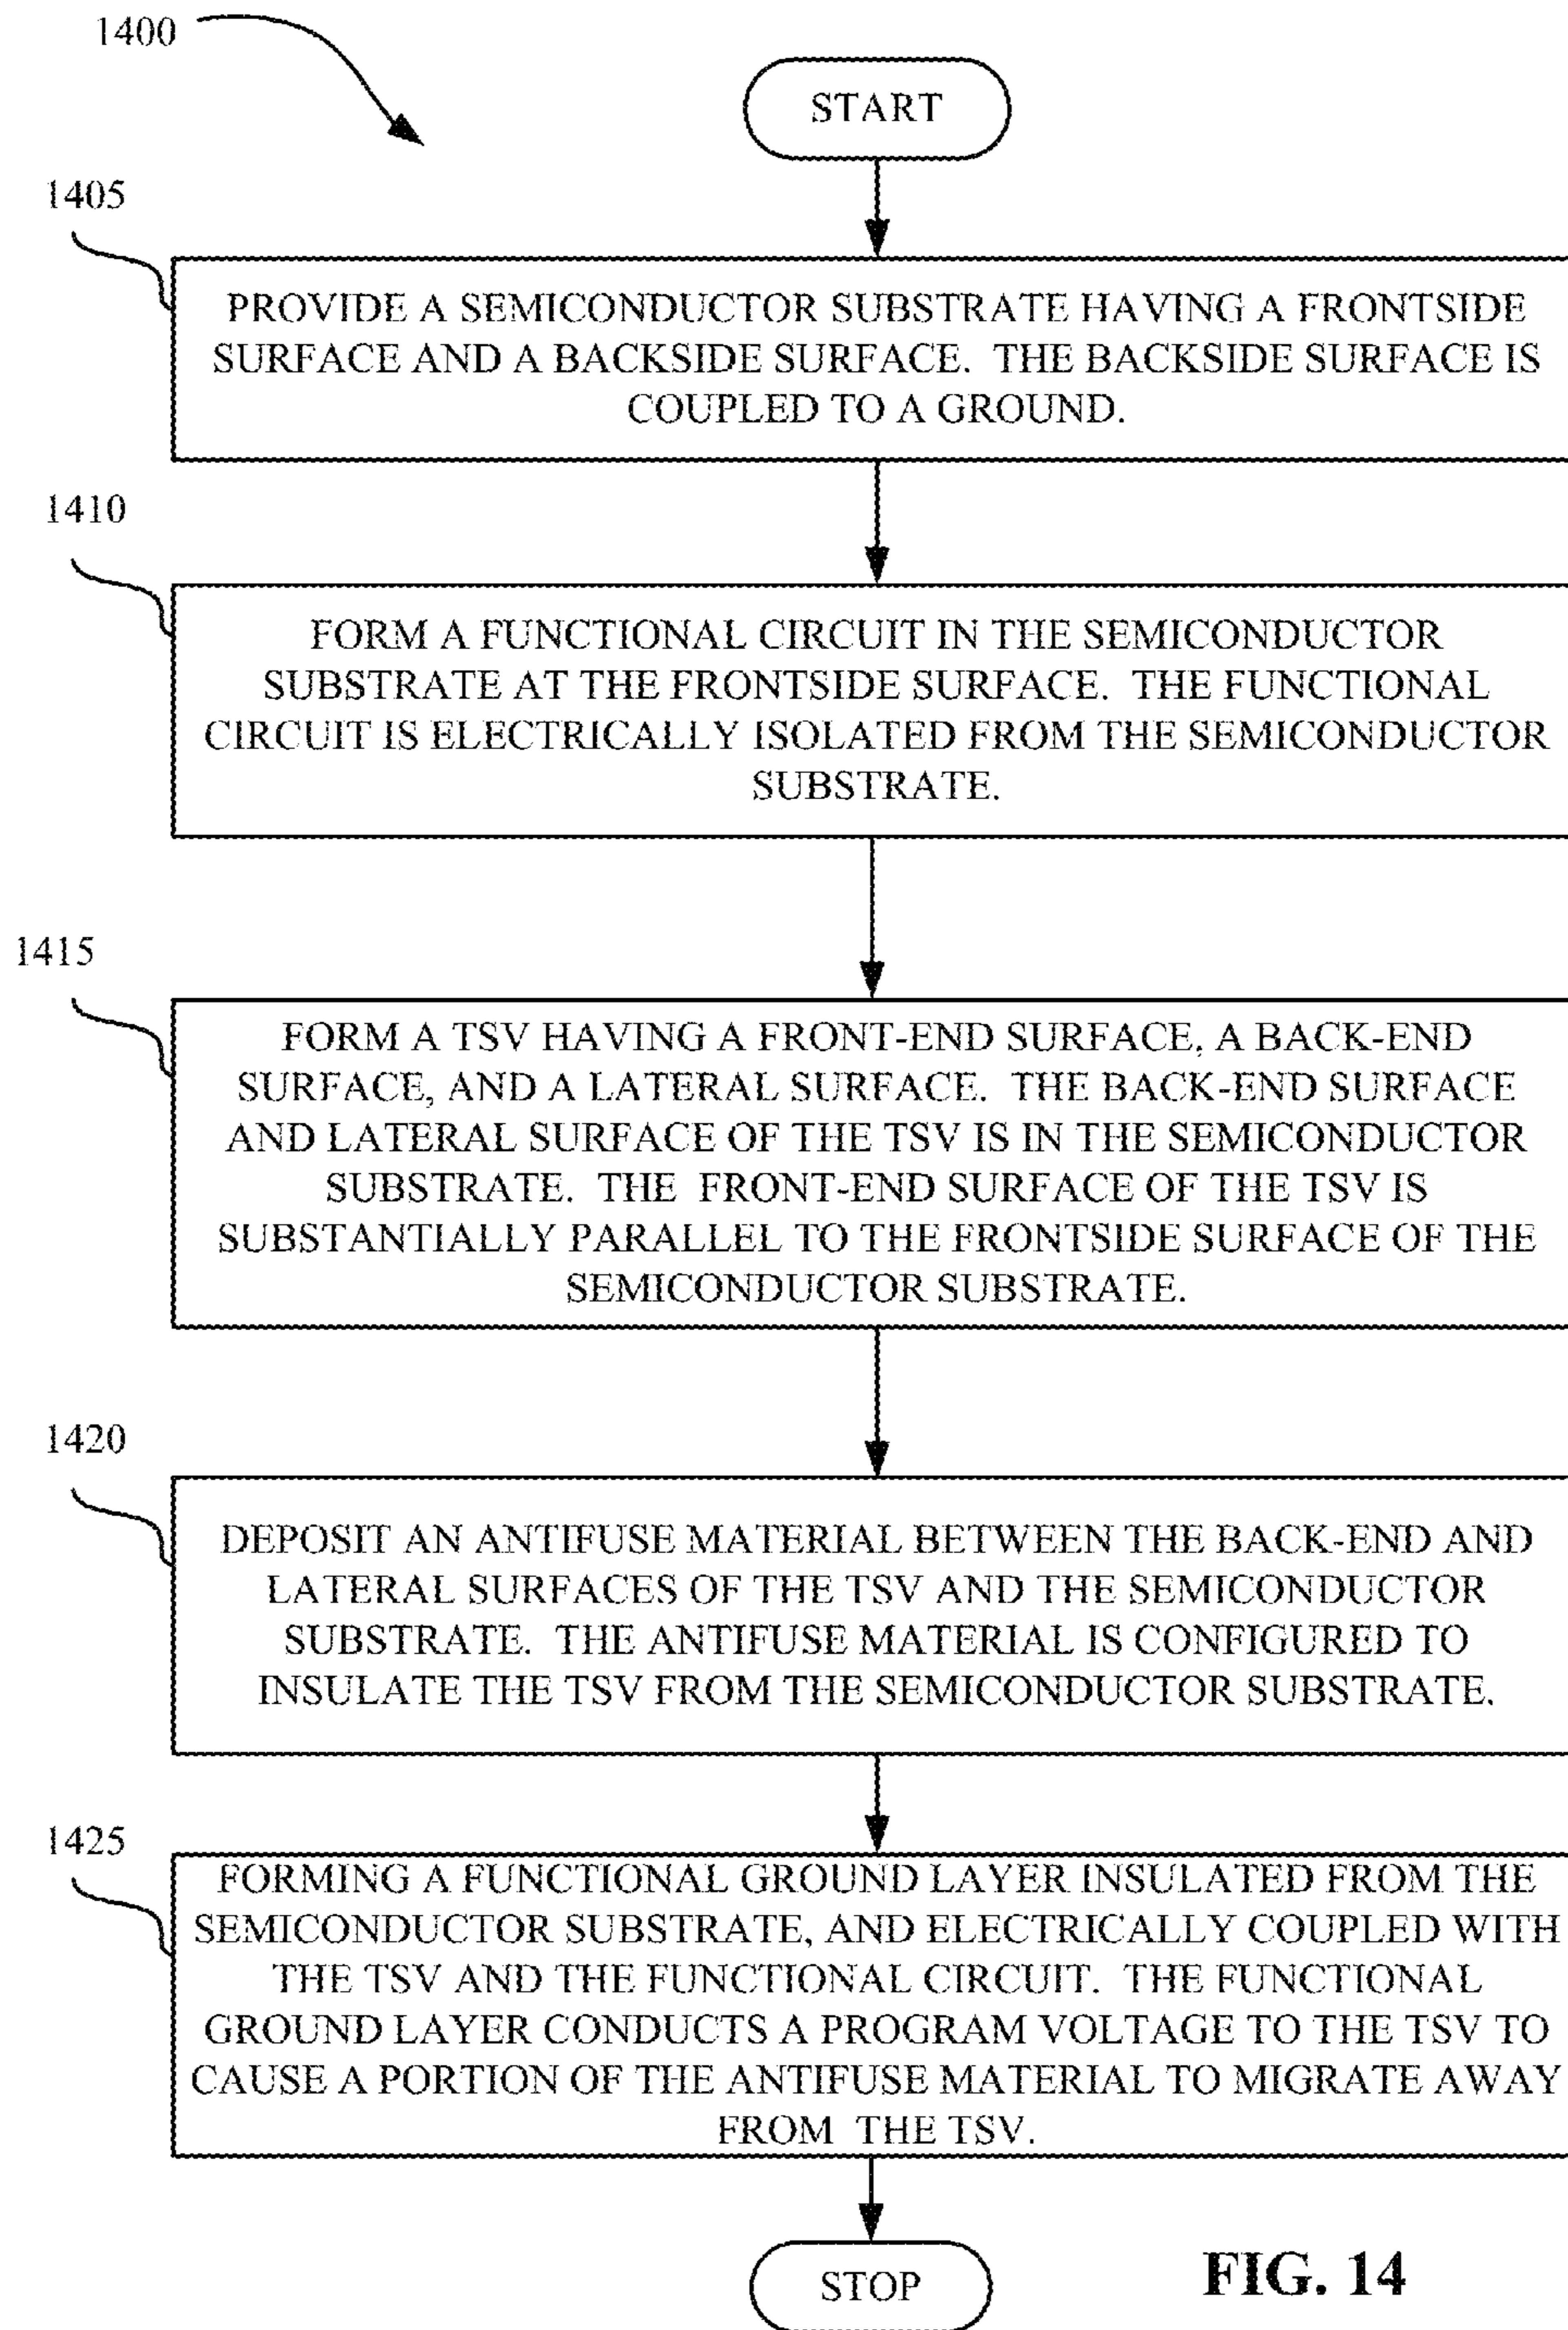 1400
START
1405
PROVIDE A SEMICONDUCTOR SUBSTRATE HAVING A FRONTSIDE
SURFACE AND A BACKSIDE SURFACE. THE BACKSIDE SURFACE IS
COUPLED TO A GROUND.
1410
FORM A FUNCTIONAL CIRCUIT IN THE SEMICONDUCTOR
SUBSTRATE AT THE FRONTSIDE SURFACE. THE FUNCTIONAL
CIRCUIT IS ELECTRICALLY ISOLATED FROM THE SEMICONDUCTOR
SUBSTRATE.
1415
FORM A TSV HAVING A FRONT-END SURFACE, A BACK-END
SURFACE, AND A LATERAL SURFACE. THE BACK-END SURFACE
AND LATERAL SURFACE OF THE TSV IS IN THE SEMICONDUCTOR
SUBSTRATE. THE FRONT-END SURFACE OF THE TSV IS
SUBSTANTIALLY PARALLEL TO THE FRONTSIDE SURFACE OF THE
SEMICONDUCTOR SUBSTRATE.
1420
DEPOSIT AN ANTIFUSE MATERIAL BETWEEN THE BACK-END AND
LATERAL SURFACES OF THE TSV AND THE SEMICONDUCTOR
SUBSTRATE. THE ANTIFUSE MATERIAL IS CONFIGURED TO
INSULATE THE TSV FROM THE SEMICONDUCTOR SUBSTRATE.
1425
FORMING A FUNCTIONAL GROUND LAYER INSULATED FROM THE
SEMICONDUCTOR SUBSTRATE, AND ELECTRICALLY COUPLED WITH
THE TSV AND THE FUNCTIONAL CIRCUIT. THE FUNCTIONAL
GROUND LAYER CONDUCTS A PROGRAM VOLTAGE TO THE TSV TO
CAUSE A PORTION OF THE ANTIFUSE MATERIAL TO MIGRATE AWAY
FROM THE TSV.
STOP
FIG. 14